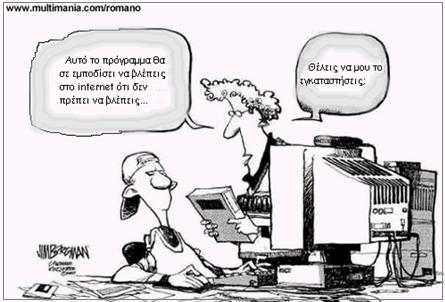 www.multimania.com/romano
Αυτό το πρόγραμμα θα
σε εμποδίσει να βλέπεις
στο internet ότι δεν
πρέπει να βλέπεις...
Θέλεις να μου το
εγκαταστήσεις;
JIM BORGMAN